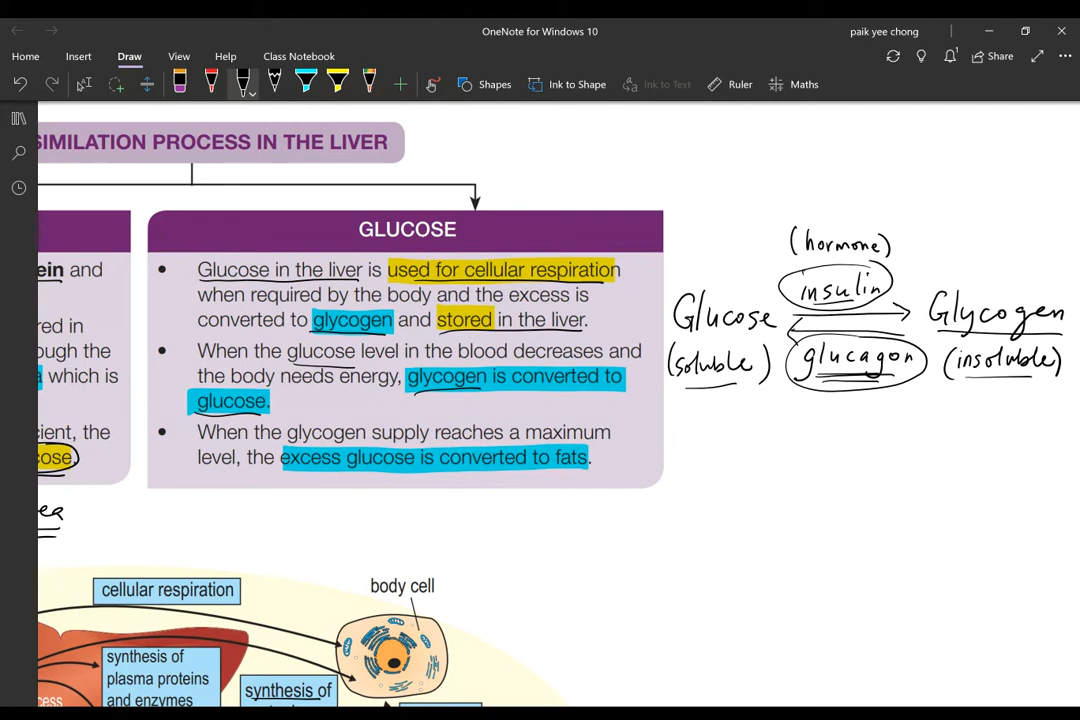 OneNote for Windows 10
paik yee chong
Home Insert Draw View Help Class Notebook
Share
Shapes Ink to Shape Ink to Text Ruler Maths
SIMILATION PROCESS IN THE LIVER
GLUCOSE
ein and
red in
ough the
a which is
cient, the
cose.
ea
• Glucose in the liver is used for cellular respiration
when required by the body and the excess is
converted to glycogen and stored in the liver.
• When the glucose level in the blood decreases and
the body needs energy, glycogen is converted to
glucose.
• When the glycogen supply reaches a maximum
level, the excess glucose is converted to fats.
(hormone)
insulin
Glucose Glycogen
(soluble) glucagon (insoluble)
cellular respiration
body cell
synthesis of
plasma proteins
and enzymes
synthesis of
cess